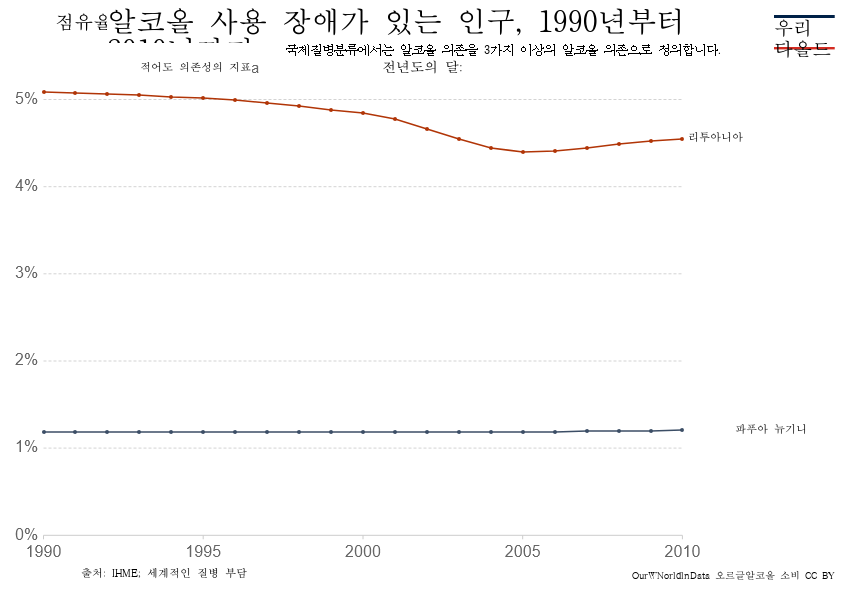 점유율알코올 사용 장애가 있는 인구, 1990년부터
국제질병분류에서는 알코올 의존을 3가지 이상의 알코올 의존으로 정의합니다.
적어도 의존성의 지표a 전년도의 달:
우리
다올드
5%
리투아니아
4%
3%
2%
파푸아 뉴기니
1%
0%
1990 1995 2000 2005 2010
출처: IHME; 세계적인 질병 부담
OurWNorldInData 오르글알코올 소비 CC BY